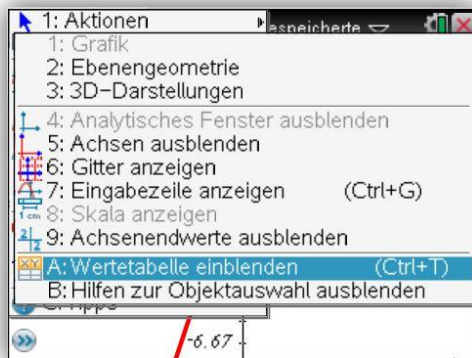 1: Aktionen
espeicherte
1: Grafik
2: Ebenengeometrie
3: 3D-Darstellungen
4: Analytisches Fenster ausblenden
5: Achsen ausblenden
6: Gitter anzeigen
7: Eingabezeile anzeigen (Ctrl+G)
8: Skala anzeigen
9: Achsenendwerte ausblenden
A: Wertetabelle einblenden (Ctrl+T)
B: Hilfen zur Objektauswahl ausblenden
-6.67